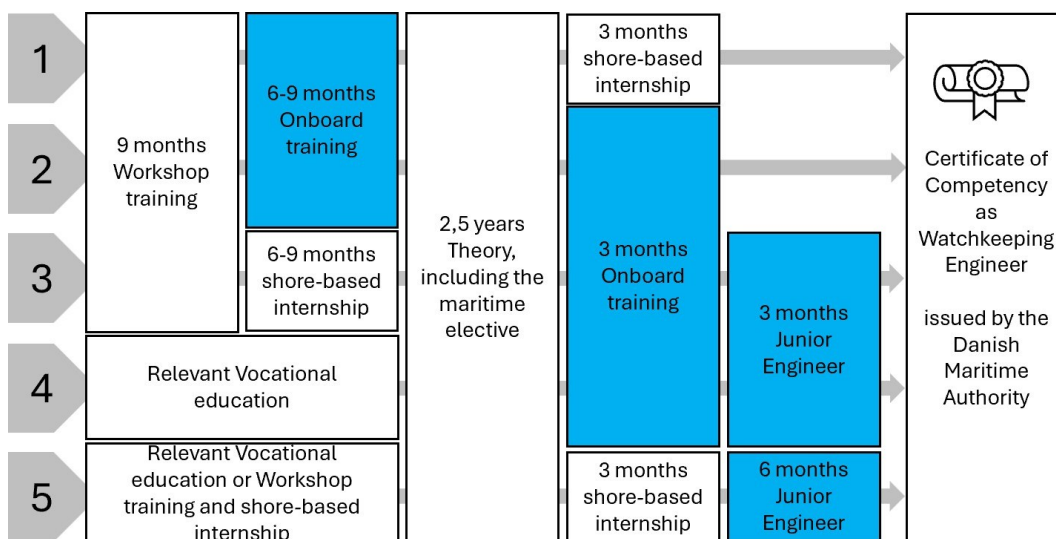 1
2
3
4
5
9 months
Workshop
training
6-9 months
Onboard
training
6-9 months
shore-based
internship
Relevant Vocational
education
Relevant Vocational
education or Workshop
training and shore-based
internship
2,5 years
Theory,
including the
maritime
elective
3 months
shore-based
internship
3 months
Onboard
training
3 months
shore-based
internship
3 months
Junior
Engineer
6 months
Junior
Engineer
Certificate of
Competency
as
Watchkeeping
Engineer
issued by the
Danish
Maritime
Authority